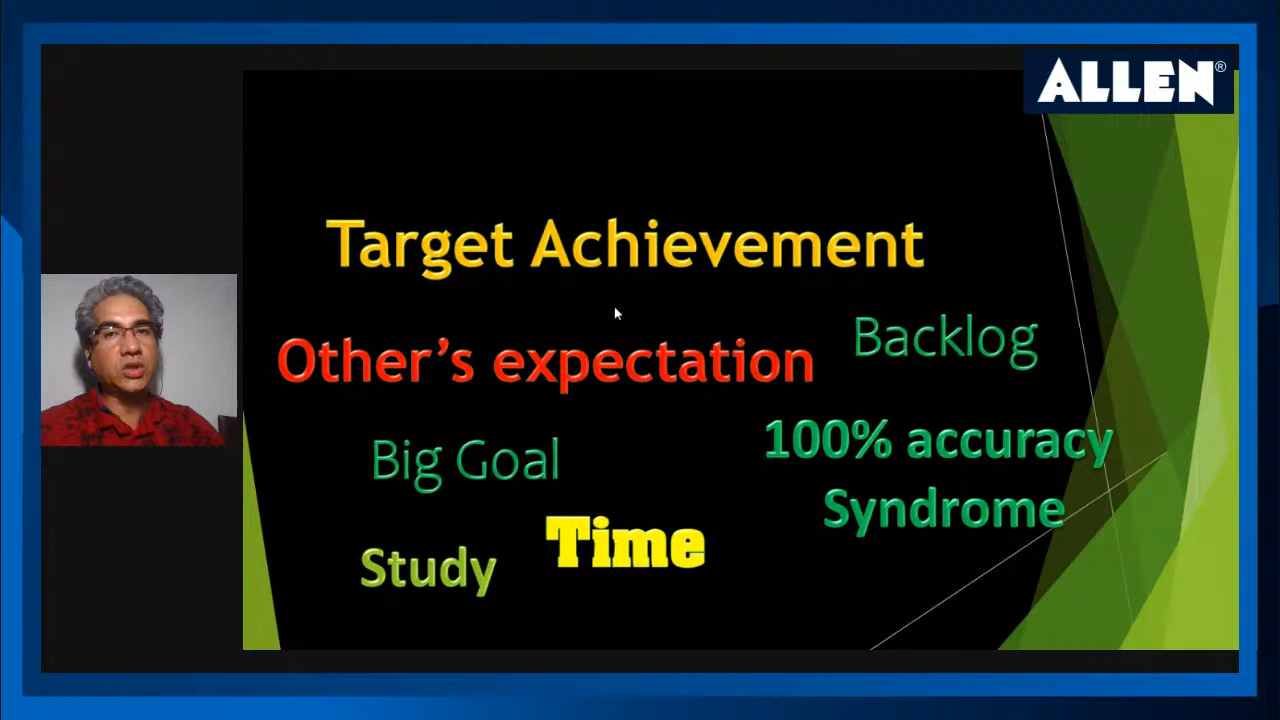 ALLEN®
Target Achievement
Backlog
Other's expectation
100% accuracy
Syndrome
Big Goal
Time
Study